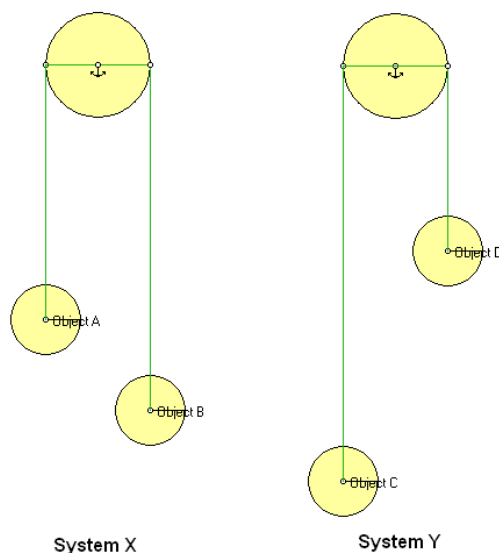 Object D
Object A
Object B
Object C
System X
System Y